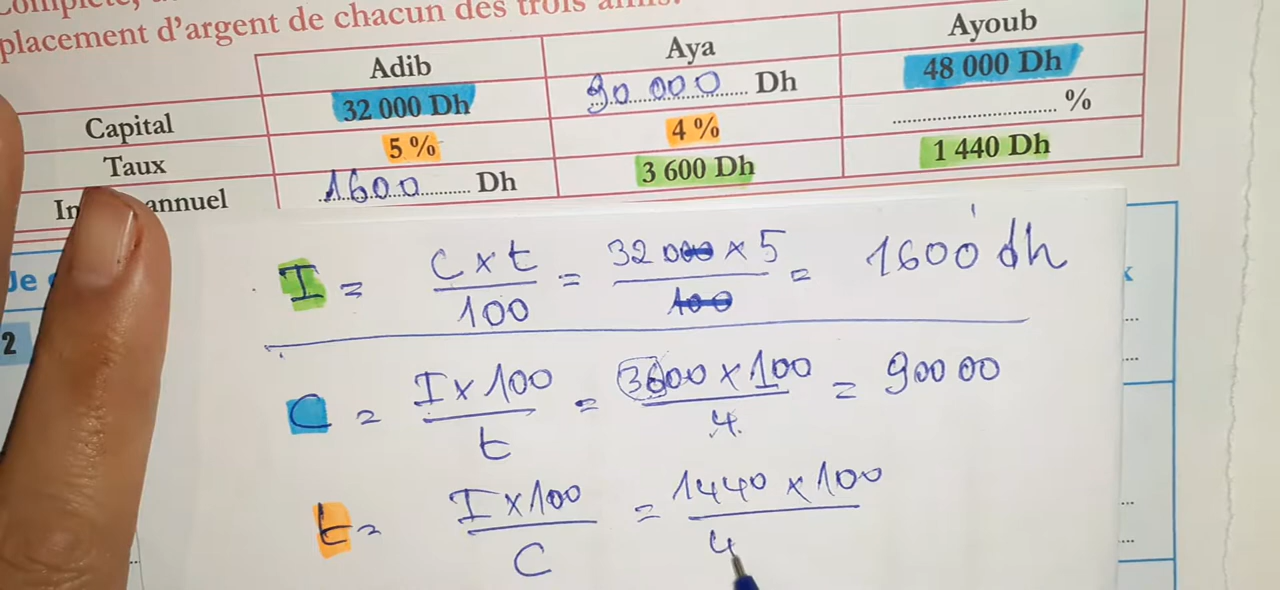 placement d'argent de chacun des trois
Adib Aya Ayoub
Capital 32 000 Dh 90 000 Dh 48 000 Dh
Taux 5 % 4 % %
annuel 1600 Dh 3 600 Dh 1 440 Dh
I = C x t / 100 = 32 000 x 5 / 100 = 1600 dh
C = I x 100 / t = 3600 x 100 / 4 = 90000
t = I x 100 / C = 1440 x 100 / 4
Je
2